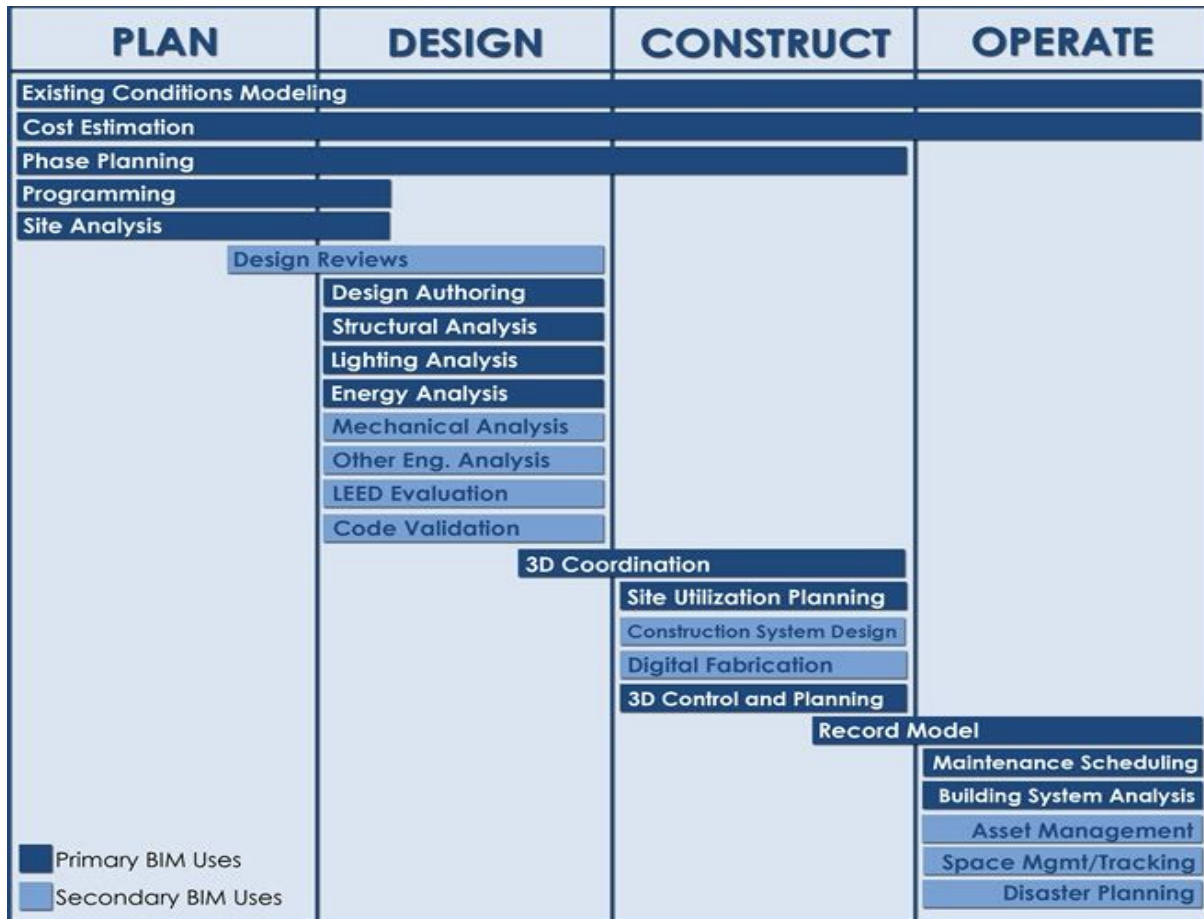 PLAN DESIGN CONSTRUCT OPERATE
Existing Conditions Modeling
Cost Estimation
Phase Planning
Programming
Site Analysis
Design Reviews
Design Authoring
Structural Analysis
Lighting Analysis
Energy Analysis
Mechanical Analysis
Other Eng. Analysis
LEED Evaluation
Code Validation
3D Coordination
Site Utilization Planning
Construction System Design
Digital Fabrication
3D Control and Planning
Record Model
Maintenance Scheduling
Building System Analysis
Asset Management
Space Mgmt/Tracking
Disaster Planning
Primary BIM Uses
Secondary BIM Uses